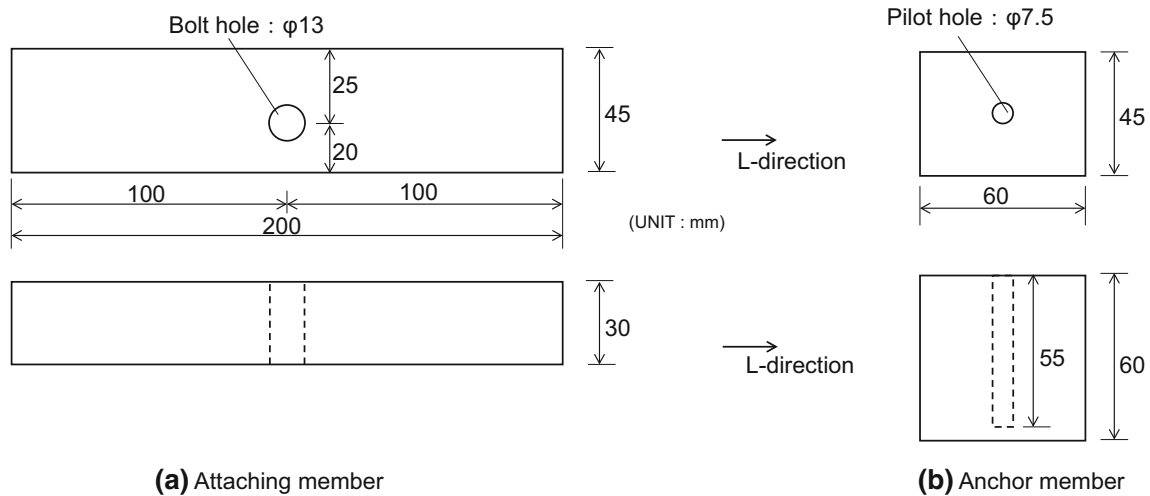 Bolt hole : φ13
Pilot hole : φ7.5
25
20
45
L-direction
45
100
100
200
(UNIT : mm)
60
30
L-direction
55
60
(a) Attaching member
(b) Anchor member